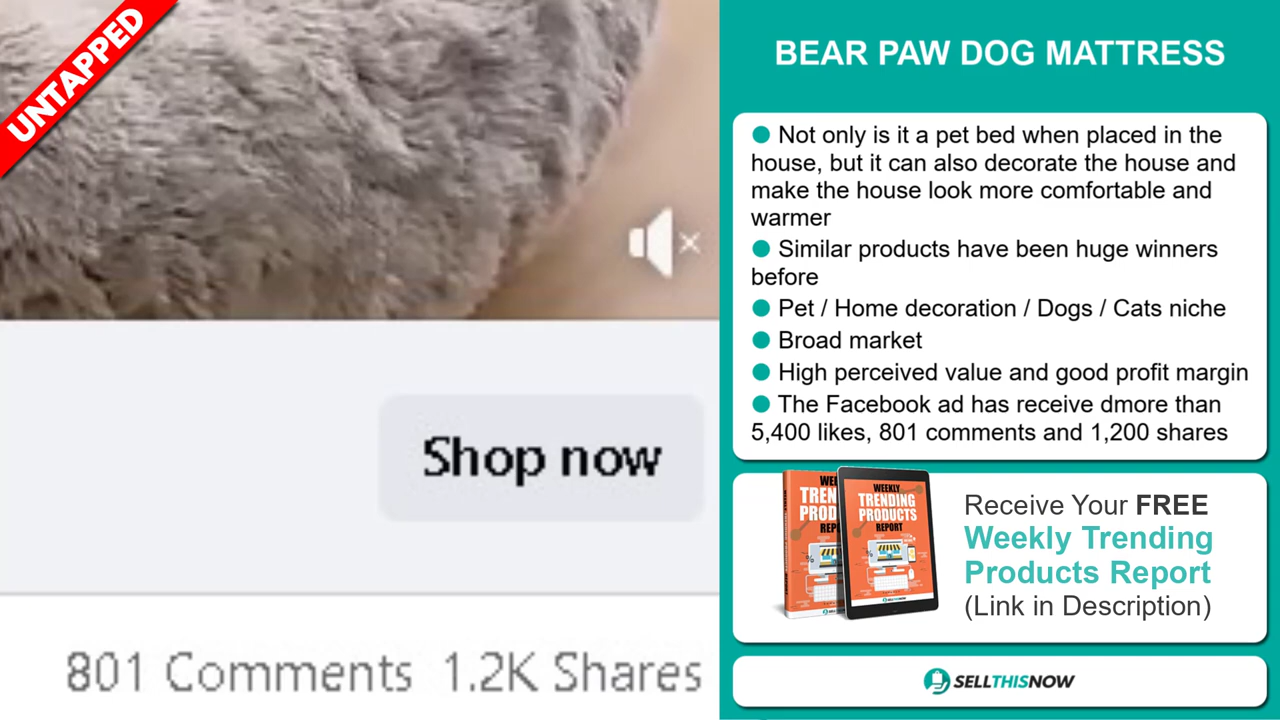 UNTAPPED
Shop now
801 Comments 1.2K Shares
BEAR PAW DOG MATTRESS
● Not only is it a pet bed when placed in the
house, but it can also decorate the house and
make the house look more comfortable and
warmer
● Similar products have been huge winners
before
● Pet / Home decoration / Dogs / Cats niche
● Broad market
● High perceived value and good profit margin
● The Facebook ad has receive dmore than
5,400 likes, 801 comments and 1,200 shares
WEEKLY
TRENDING
PRODUCTS
REPORT
Receive Your FREE
Weekly Trending
Products Report
(Link in Description)
SELLTHISNOW